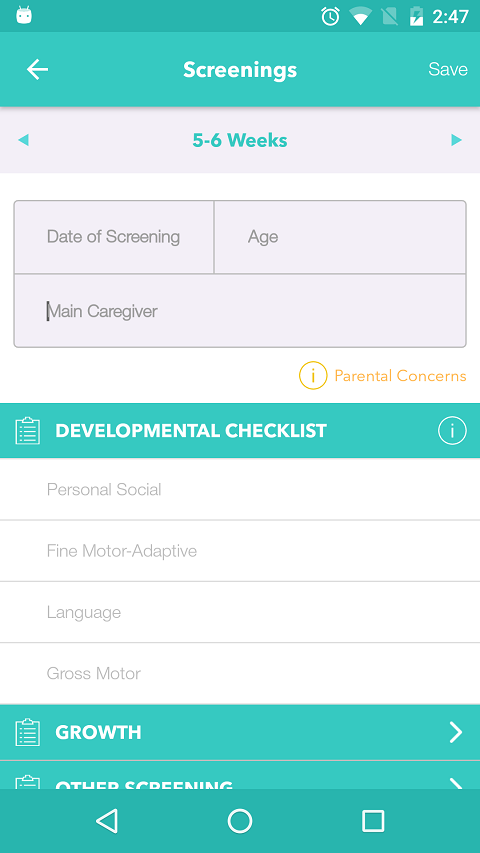 2:47
Screenings
Save
5-6 Weeks
Date of Screening
Age
Main Caregiver
Parental Concerns
DEVELOPMENTAL CHECKLIST
Personal Social
Fine Motor-Adaptive
Language
Gross Motor
GROWTH
OTHER SCREENING